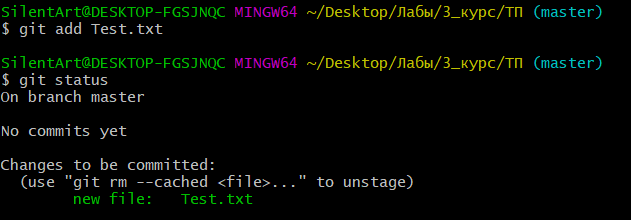 SilentArt@DESKTOP-FGSJNQC MINGW64 ~/Desktop/Лабы/3_курс/ТП (master)
$ git add Test.txt
SilentArt@DESKTOP-FGSJNQC MINGW64 ~/Desktop/Лабы/3_курс/ТП (master)
$ git status
On branch master
No commits yet
Changes to be committed:
  (use "git rm --cached <file>..." to unstage)
        new file:   Test.txt